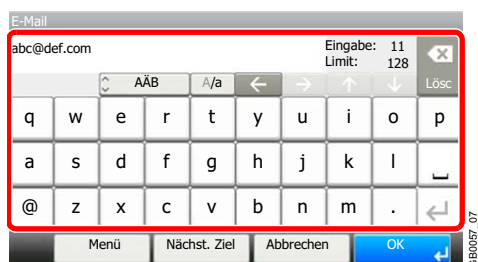 E-Mail
abc@def.com
Eingabe: 11
Limit: 128
AÄB A/a Lösc
q w e r t y u i o p
a s d f g h j k l
@ z x c v b n m .
Menü Nächst. Ziel Abbrechen OK